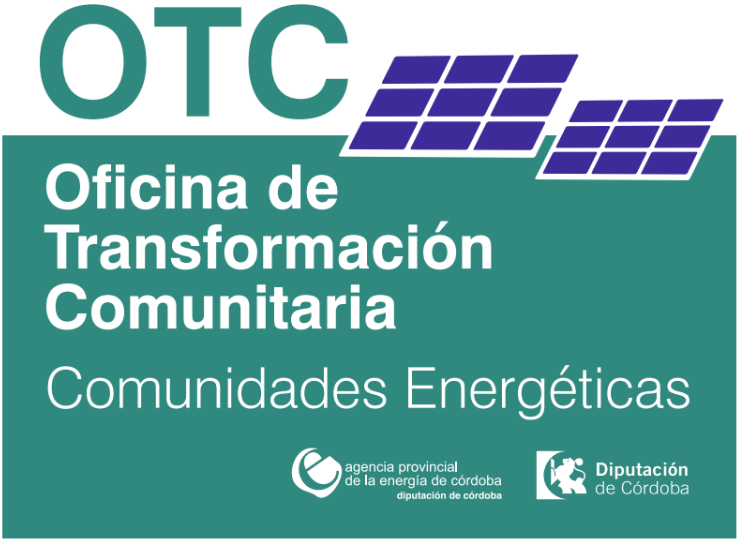 OTC
Oficina de
Transformación
Comunitaria
Comunidades Energéticas
agencia provincial
de la energía de córdoba
diputación de córdoba
Diputación
de Córdoba